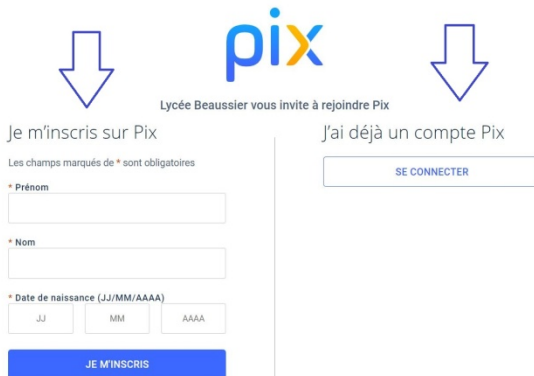 pix
Lycée Beaussier vous invite à rejoindre Pix
Je m'inscris sur Pix
Les champs marqués de * sont obligatoires
* Prénom
* Nom
* Date de naissance (JJ/MM/AAAA)
JJ MM AAAA
JE M'INSCRIS
J'ai déjà un compte Pix
SE CONNECTER